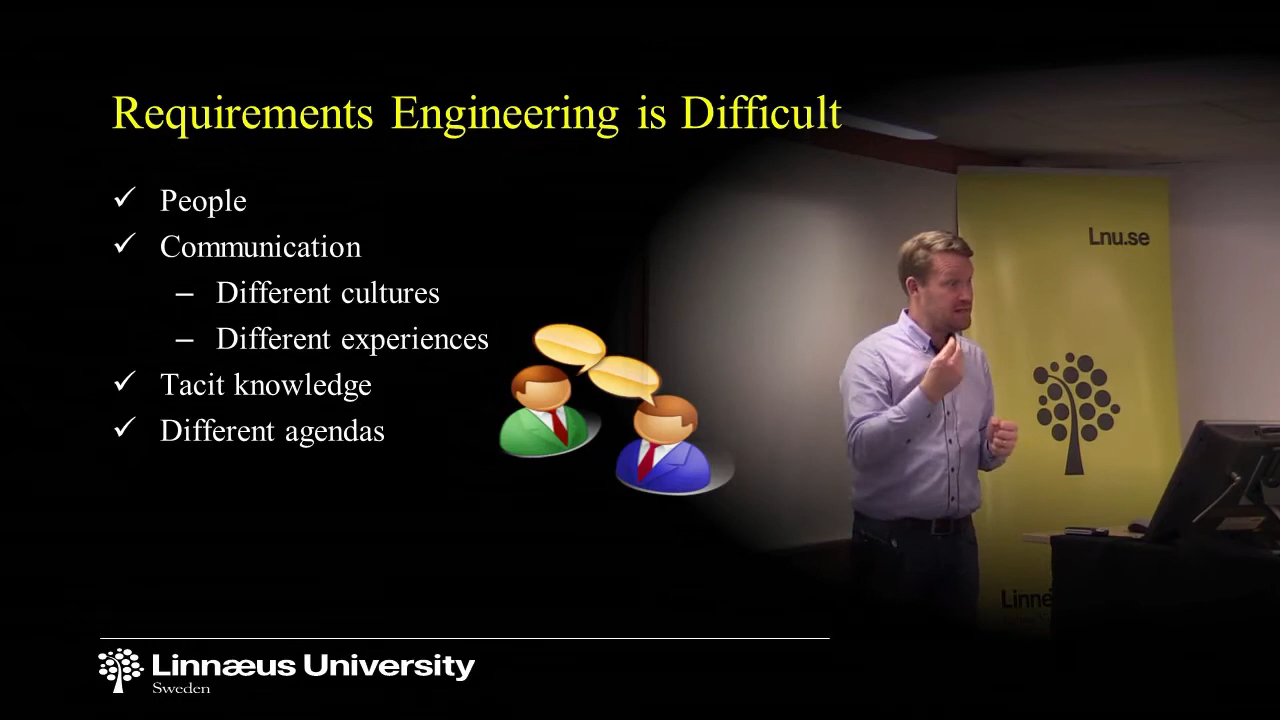 Requirements Engineering is Difficult
✓ People
✓ Communication
– Different cultures
– Different experiences
✓ Tacit knowledge
✓ Different agendas
Lnu.se
Linnæus University
Sweden